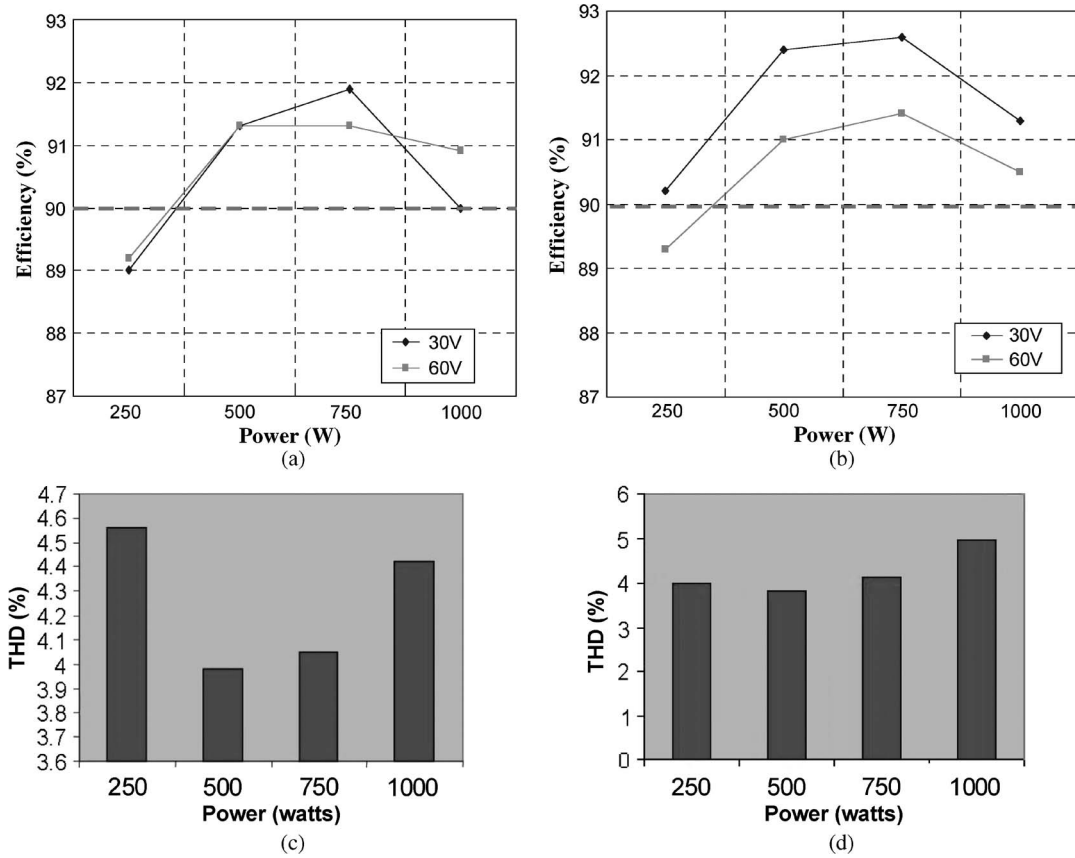 93
92
91
90
89
88
87
Efficiency (%)
30V
60V
250 500 750 1000
Power (W)
(a)
93
92
91
90
89
88
87
Efficiency (%)
30V
60V
250 500 750 1000
Power (W)
(b)
4.7
4.6
4.5
4.4
4.3
4.2
4.1
4
3.9
3.8
3.7
3.6
THD (%)
250 500 750 1000
Power (watts)
(c)
6
5
4
3
2
1
0
THD (%)
250 500 750 1000
Power (watts)
(d)